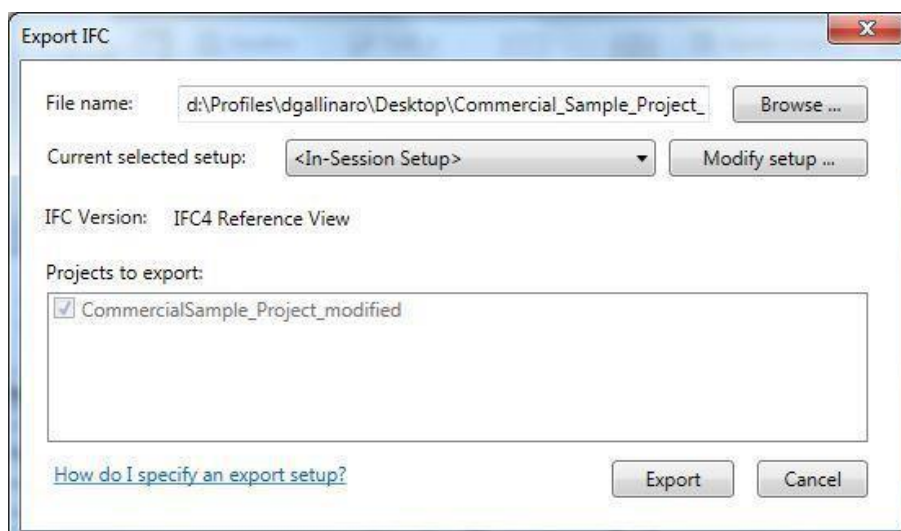 Export IFC
File name: d:\Profiles\dgallinaro\Desktop\Commercial_Sample_Project_ Browse ...
Current selected setup: <In-Session Setup> Modify setup ...
IFC Version: IFC4 Reference View
Projects to export:
CommercialSample_Project_modified
How do I specify an export setup? Export Cancel